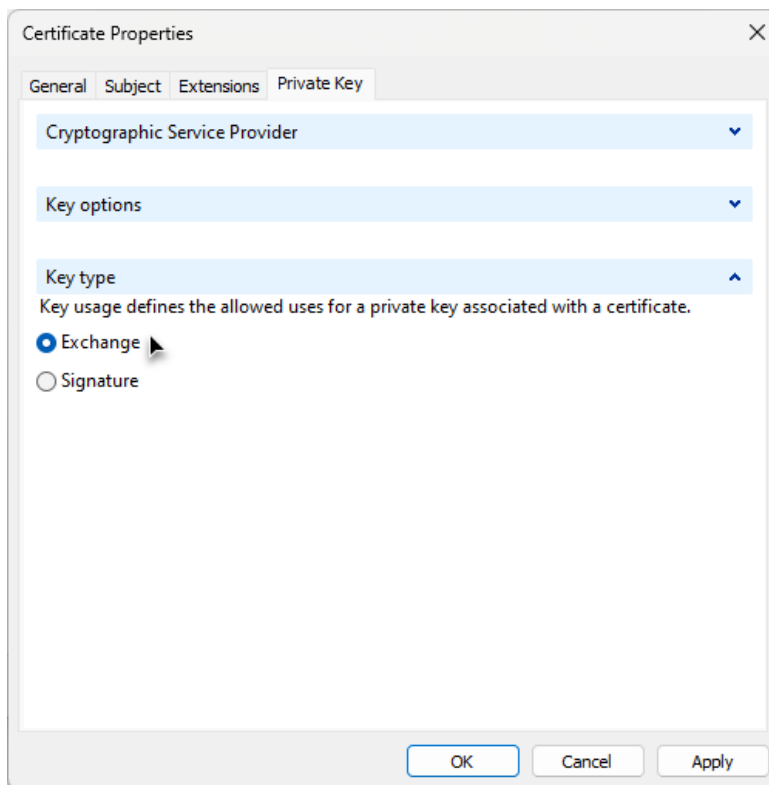 Certificate Properties
General Subject Extensions Private Key
Cryptographic Service Provider
Key options
Key type
Key usage defines the allowed uses for a private key associated with a certificate.
Exchange
Signature
OK Cancel Apply